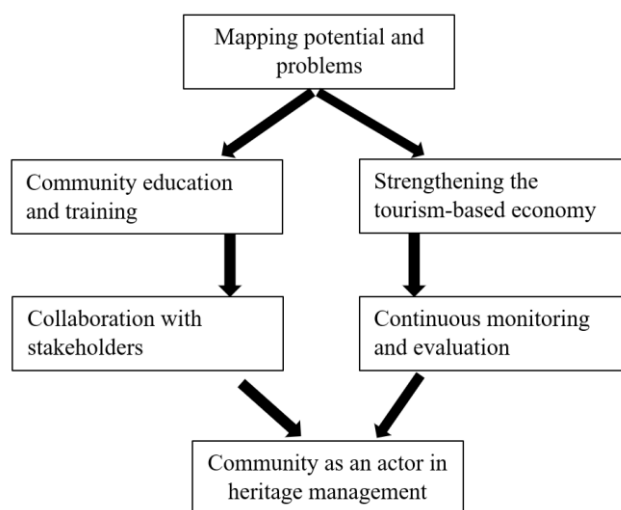 Mapping potential and
problems
Community education
and training
Strengthening the
tourism-based economy
Collaboration with
stakeholders
Continuous monitoring
and evaluation
Community as an actor in
heritage management